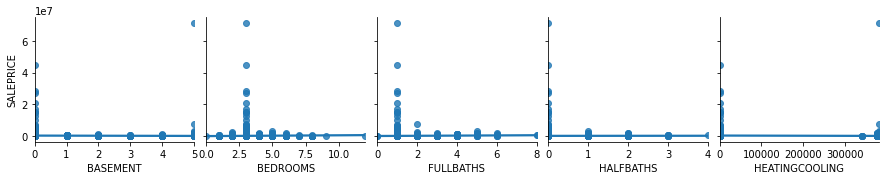 1e7
SALEPRICE
6
4
2
0
0 1 2 3 4 5
0.0 2.5 5.0 7.5 10.0
0 2 4 6 8
0 1 2 3 4
0 100000 200000 300000
BASEMENT
BEDROOMS
FULLBATHS
HALFBATHS
HEATINGCOOLING